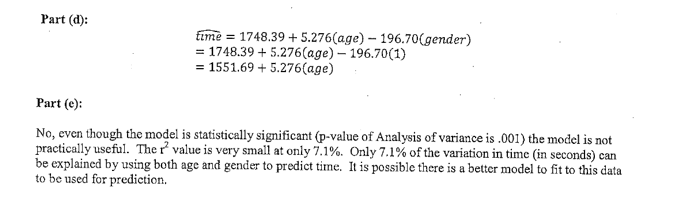 Part (d):
t͡ime = 1748.39 + 5.276(age) − 196.70(gender)
= 1748.39 + 5.276(age) − 196.70(1)
= 1551.69 + 5.276(age)
Part (e):
No, even though the model is statistically significant (p-value of Analysis of variance is .001) the model is not
practically useful. The r² value is very small at only 7.1%. Only 7.1% of the variation in time (in seconds) can
be explained by using both age and gender to predict time. It is possible there is a better model to fit to this data
to be used for prediction.